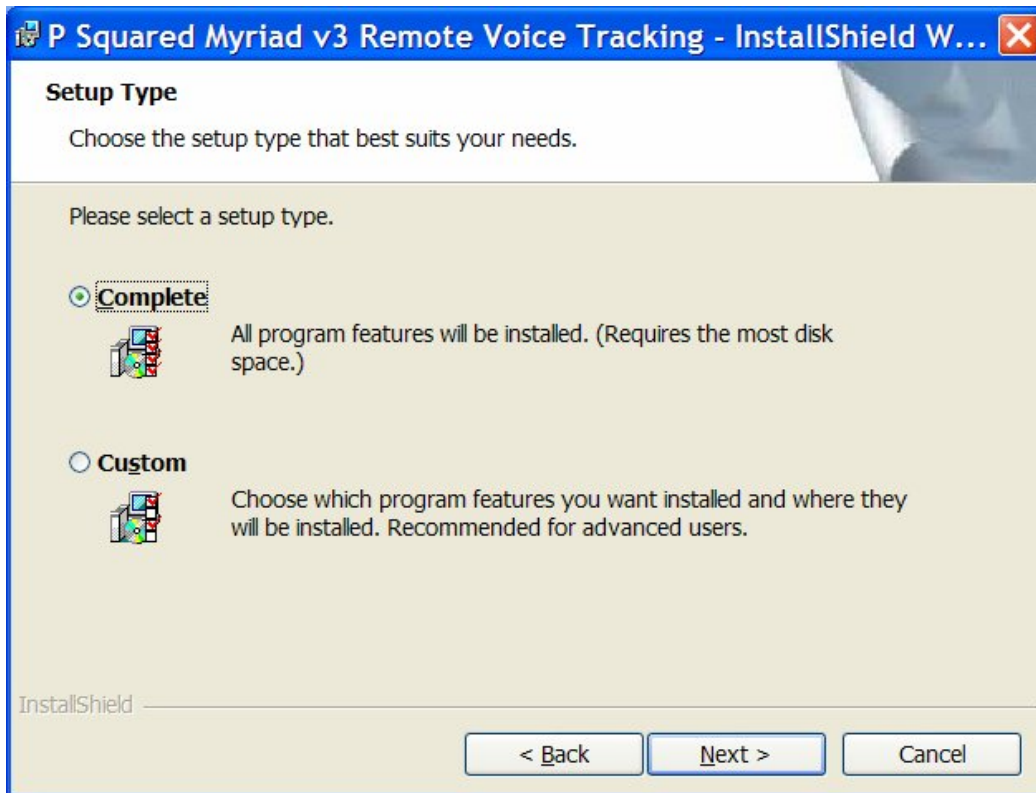 P Squared Myriad v3 Remote Voice Tracking - InstallShield W...
Setup Type
Choose the setup type that best suits your needs.
Please select a setup type.
Complete
All program features will be installed. (Requires the most disk
space.)
Custom
Choose which program features you want installed and where they
will be installed. Recommended for advanced users.
InstallShield
< Back
Next >
Cancel